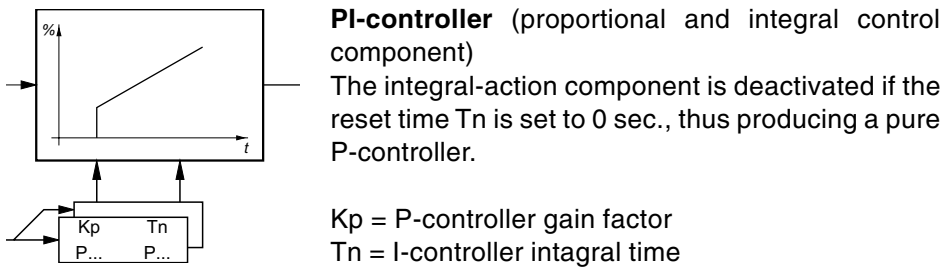 %
t
Kp Tn
P... P...
PI-controller (proportional and integral control
component)
The integral-action component is deactivated if the
reset time Tn is set to 0 sec., thus producing a pure
P-controller.
Kp = P-controller gain factor
Tn = I-controller intagral time